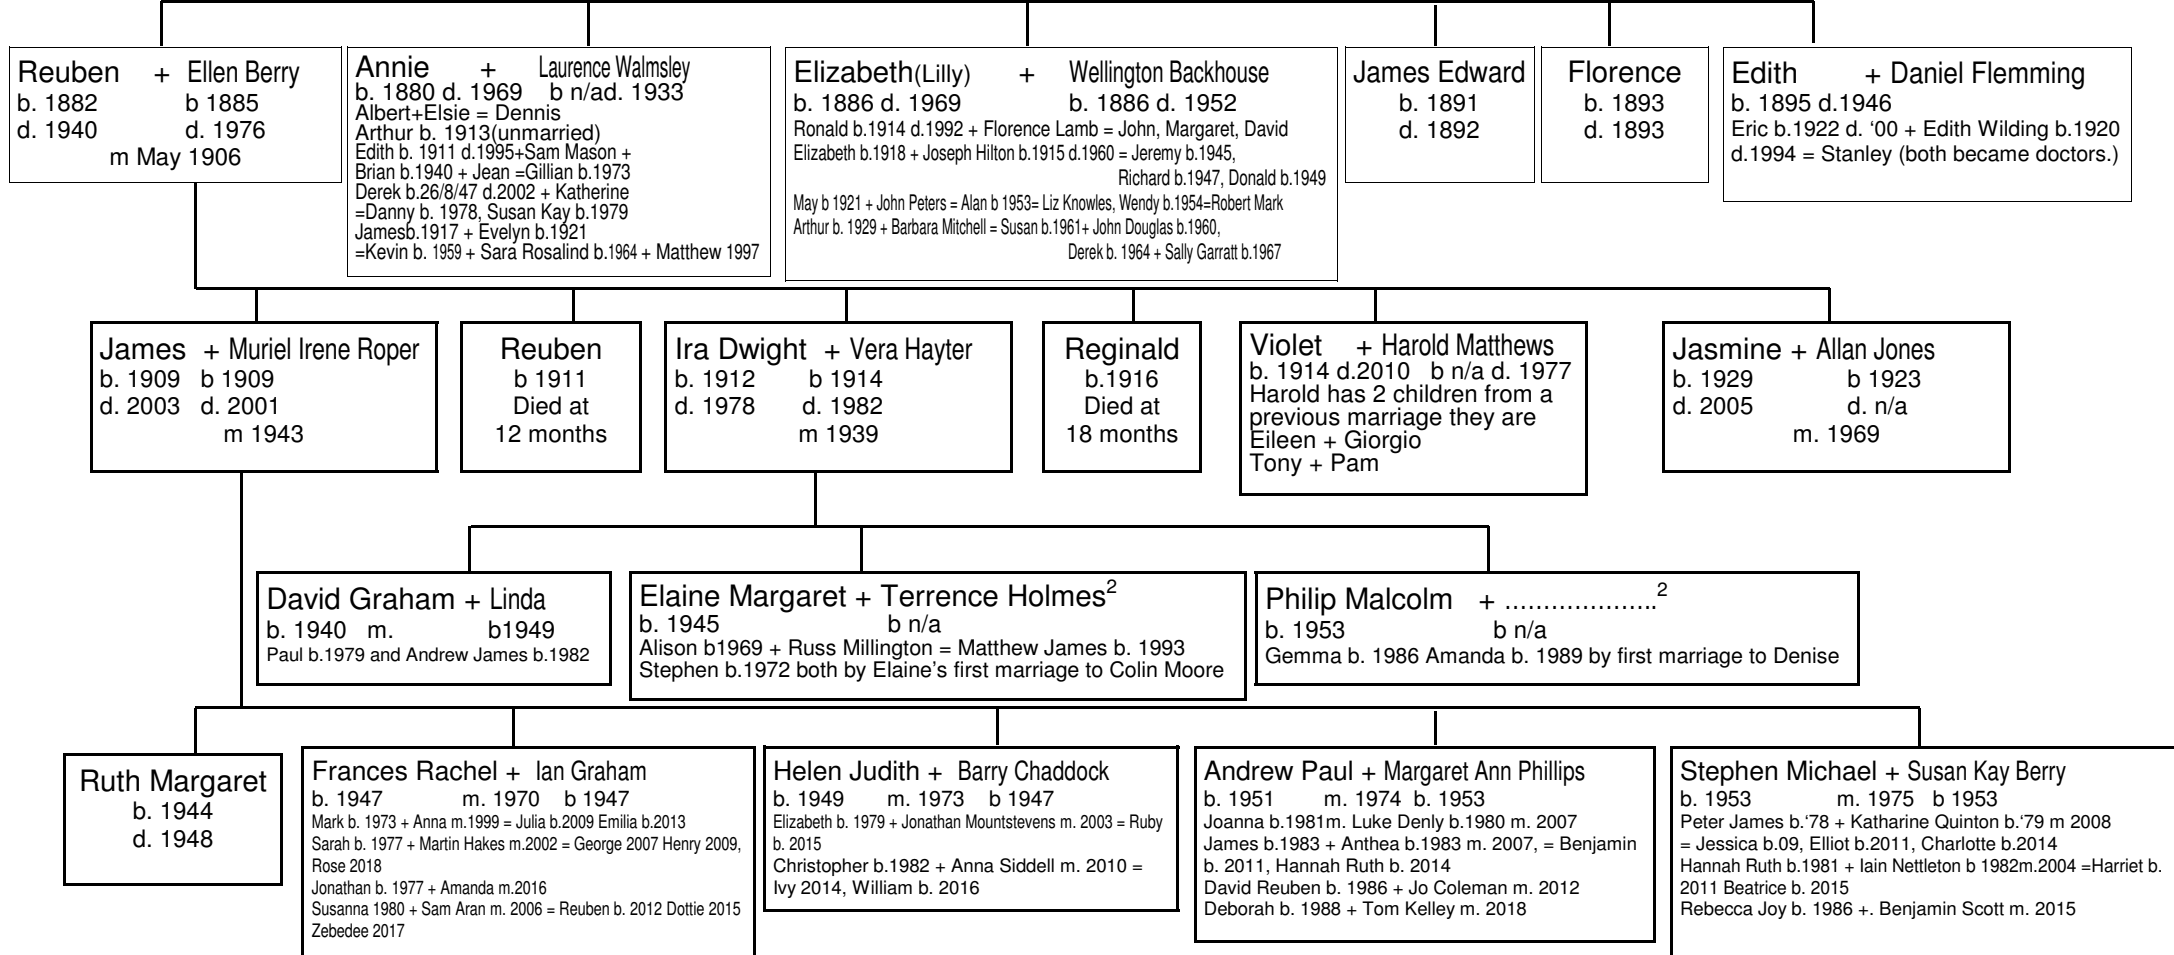 Reuben + Ellen Berry
b. 1882 b 1885
d. 1940 d. 1976
m May 1906
Annie + Laurence Walmsley
b. 1880 d. 1969 b n/ad. 1933
Albert+Elsie = Dennis
Arthur b. 1913(unmarried)
Edith b. 1911 d.1995+Sam Mason +
Brian b.1940 + Jean =Gillian b.1973
Derek b.26/8/47 d.2002 + Katherine
=Danny b. 1978, Susan Kay b.1979
Jamesb.1917 + Evelyn b.1921
=Kevin b. 1959 + Sara Rosalind b.1964 + Matthew 1997
Elizabeth(Lilly) + Wellington Backhouse
b. 1886 d. 1969 b. 1886 d. 1952
Ronald b.1914 d.1992 + Florence Lamb = John, Margaret, David
Elizabeth b.1918 + Joseph Hilton b.1915 d.1960 = Jeremy b.1945,
Richard b.1947, Donald b.1949
May b 1921 + John Peters = Alan b 1953= Liz Knowles, Wendy b.1954=Robert Mark
Arthur b. 1929 + Barbara Mitchell = Susan b.1961+ John Douglas b.1960,
Derek b. 1964 + Sally Garratt b.1967
James Edward
b. 1891
d. 1892
Florence
b. 1893
d. 1893
Edith + Daniel Flemming
b. 1895 d.1946
Eric b.1922 d. ‘00 + Edith Wilding b.1920
d.1994 = Stanley (both became doctors.)
James + Muriel Irene Roper
b. 1909 b 1909
d. 2003 d. 2001
m 1943
Reuben
b 1911
Died at
12 months
Ira Dwight + Vera Hayter
b. 1912 b 1914
d. 1978 d. 1982
m 1939
Reginald
b.1916
Died at
18 months
Violet + Harold Matthews
b. 1914 d.2010 b n/a d. 1977
Harold has 2 children from a
previous marriage they are
Eileen + Giorgio
Tony + Pam
Jasmine + Allan Jones
b. 1929 b 1923
d. 2005 d. n/a
m. 1969
David Graham + Linda
b. 1940 m. b1949
Paul b.1979 and Andrew James b.1982
Elaine Margaret + Terrence Holmes²
b. 1945 b n/a
Alison b1969 + Russ Millington = Matthew James b. 1993
Stephen b.1972 both by Elaine’s first marriage to Colin Moore
Philip Malcolm + ………………..²
b. 1953 b n/a
Gemma b. 1986 Amanda b. 1989 by first marriage to Denise
Ruth Margaret
b. 1944
d. 1948
Frances Rachel + Ian Graham
b. 1947 m. 1970 b 1947
Mark b. 1973 + Anna m.1999 = Julia b.2009 Emilia b.2013
Sarah b. 1977 + Martin Hakes m.2002 = George 2007 Henry 2009,
Rose 2018
Jonathan b. 1977 + Amanda m.2016
Susanna 1980 + Sam Aran m. 2006 = Reuben b. 2012 Dottie 2015
Zebedee 2017
Helen Judith + Barry Chaddock
b. 1949 m. 1973 b 1947
Elizabeth b. 1979 + Jonathan Mountstevens m. 2003 = Ruby
b. 2015
Christopher b.1982 + Anna Siddell m. 2010 =
Ivy 2014, William b. 2016
Andrew Paul + Margaret Ann Phillips
b. 1951 m. 1974 b. 1953
Joanna b.1981m. Luke Denly b.1980 m. 2007
James b.1983 + Anthea b.1983 m. 2007, = Benjamin
b. 2011, Hannah Ruth b. 2014
David Reuben b. 1986 + Jo Coleman m. 2012
Deborah b. 1988 + Tom Kelley m. 2018
Stephen Michael + Susan Kay Berry
b. 1953 m. 1975 b 1953
Peter James b.‘78 + Katharine Quinton b.‘79 m 2008
= Jessica b.09, Elliot b.2011, Charlotte b.2014
Hannah Ruth b.1981 + Iain Nettleton b 1982m.2004 =Harriet b.
2011 Beatrice b. 2015
Rebecca Joy b. 1986 +. Benjamin Scott m. 2015